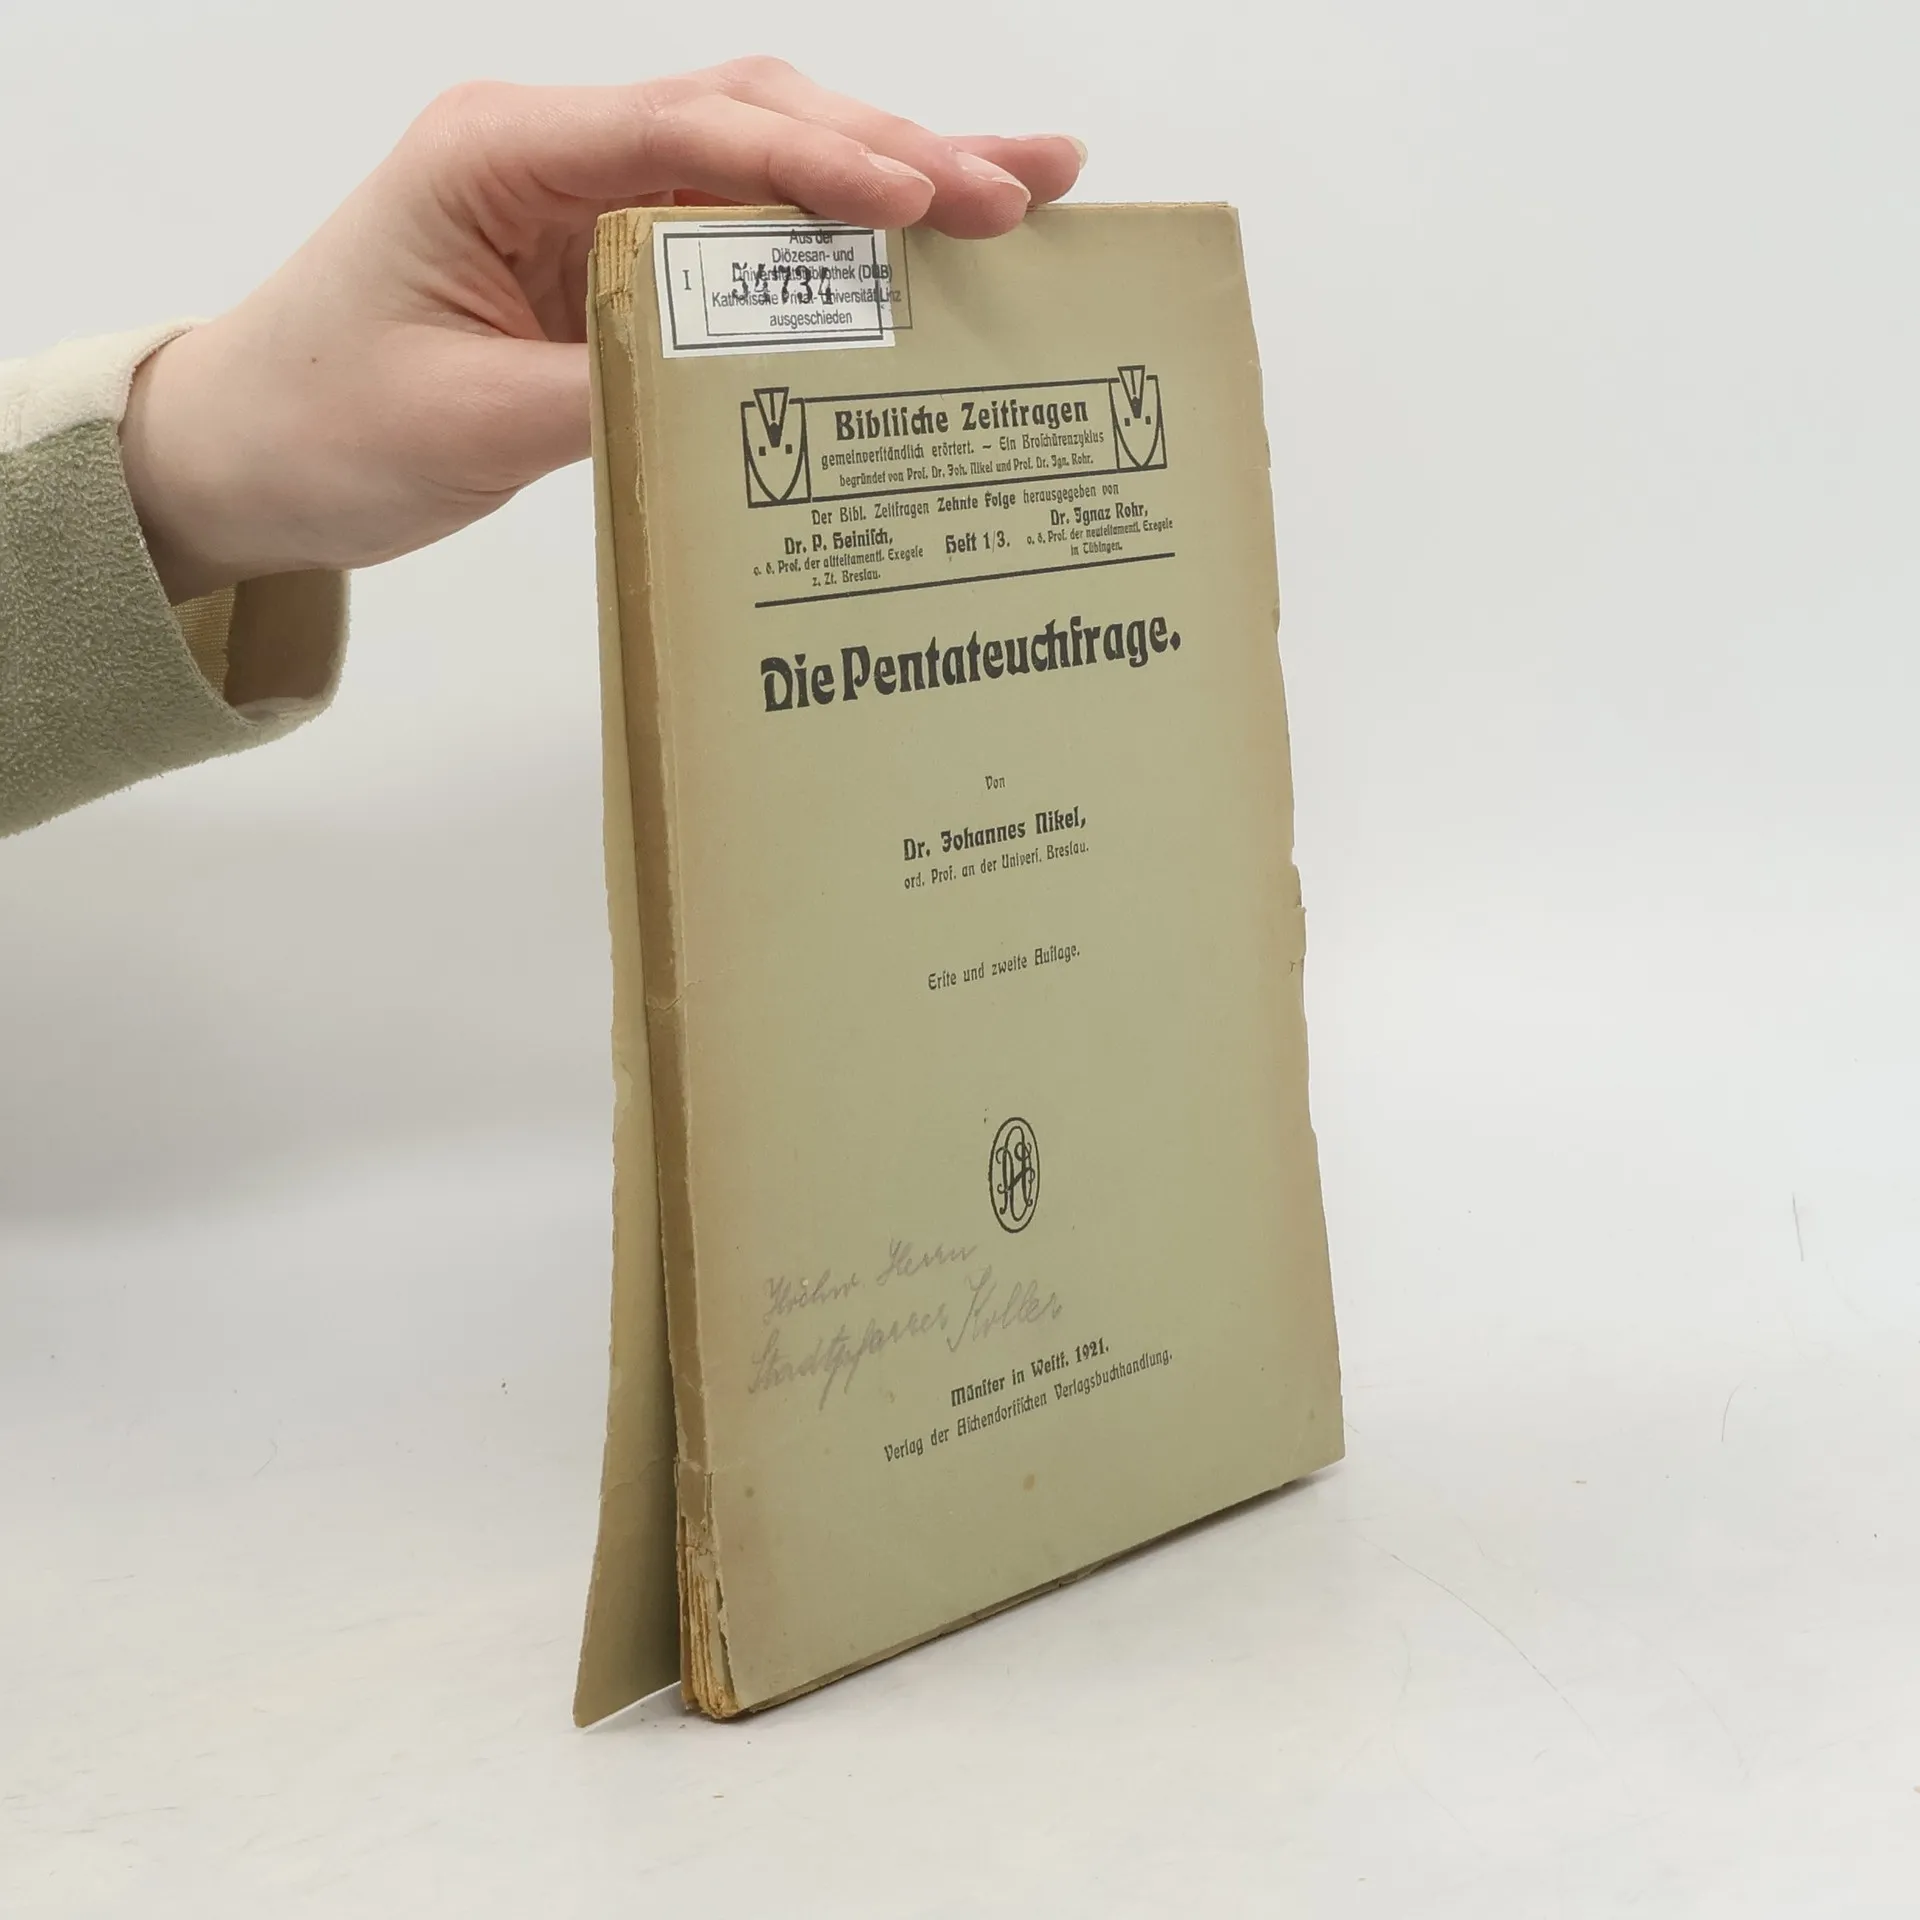 Aus der
Diözesan- und
Universitätsbibliothek (DUB)
I 54734
Katholische Privat-Universität Linz
ausgeschieden
Bibliſche Zeitfragen
gemeinverſtändlich erörtert. – Ein Broſchürenzyklus
begründet von Prof. Dr. Joh. Nikel und Prof. Dr. Ign. Rohr.
Der Bibl. Zeitfragen Zehnte Folge herausgegeben von
Dr. P. Heiniſch, Heft 1/3. Dr. Ignaz Rohr,
o. ö. Prof. der altteſtamentl. Exegeſe o. ö. Prof. der neuteſtamentl. Exegeſe
z. Zt. Breslau. in Tübingen.
Die Pentateuchfrage.
Von
Dr. Johannes Nikel,
ord. Prof. an der Univerſ. Breslau.
Erſte und zweite Auflage.
Hochw. Herrn
Stadtpfarrer Koller
Münſter in Weſtf. 1921.
Verlag der Aſchendorffſchen Verlagsbuchhandlung.